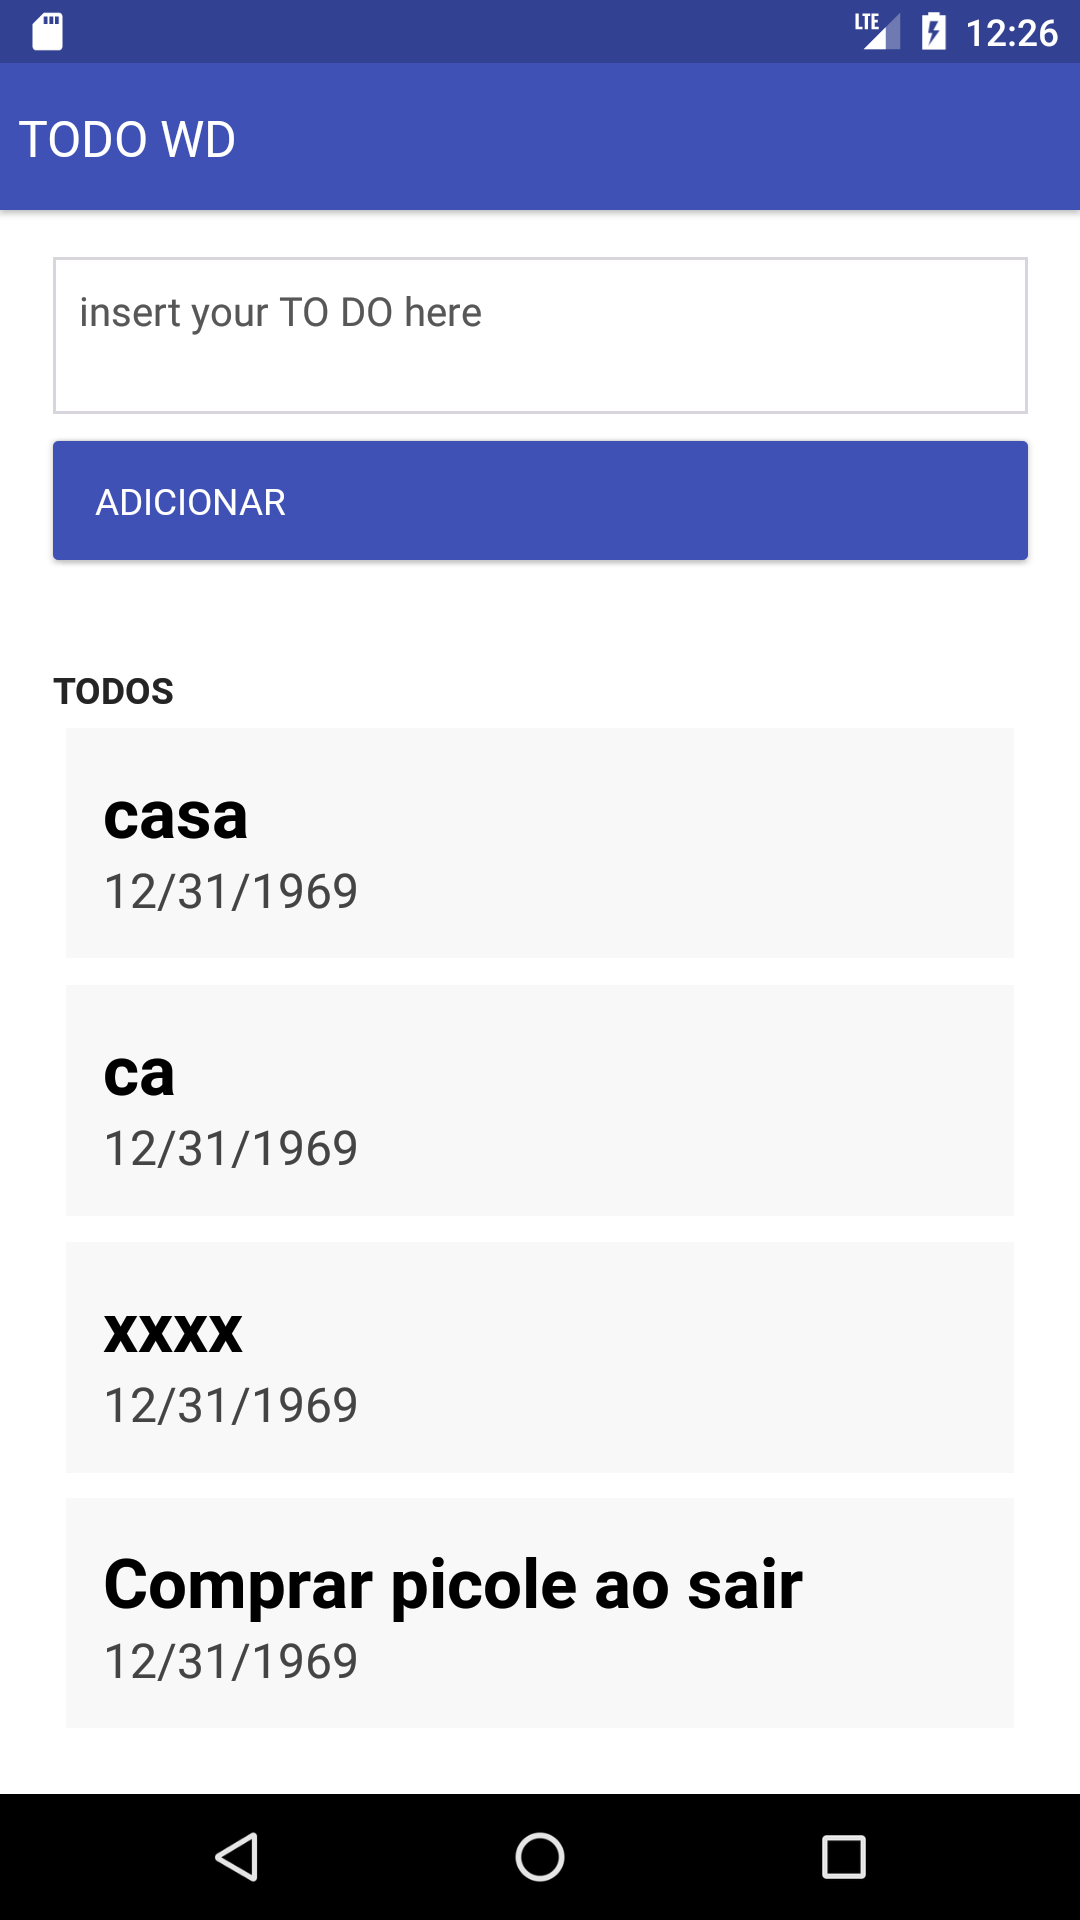 LTE 12:26
TODO WD
insert your TO DO here
ADICIONAR
TODOS
casa
12/31/1969
ca
12/31/1969
xxxx
12/31/1969
Comprar picole ao sair
12/31/1969